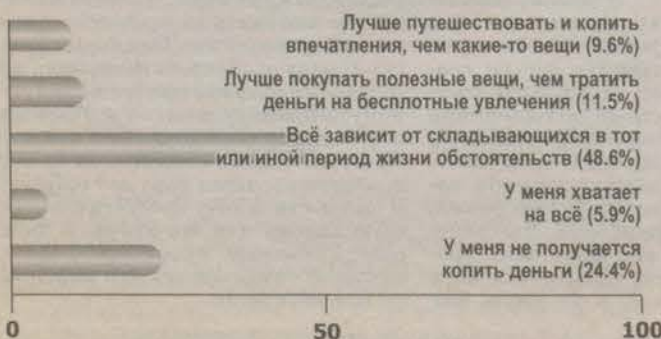 Лучше путешествовать и копить
впечатления, чем какие-то вещи (9.6%)
Лучше покупать полезные вещи, чем тратить
деньги на бесплотные увлечения (11.5%)
Всё зависит от складывающихся в тот
или иной период жизни обстоятельств (48.6%)
У меня хватает
на всё (5.9%)
У меня не получается
копить деньги (24.4%)
0 50 100